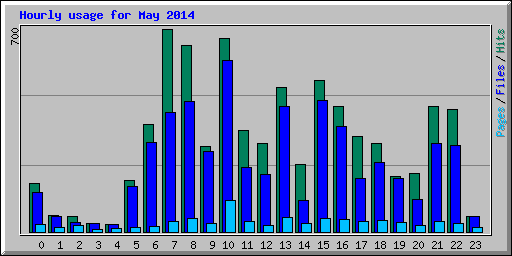 Hourly usage for May 2014
700
Pages / Files / Hits
0 1 2 3 4 5 6 7 8 9 10 11 12 13 14 15 16 17 18 19 20 21 22 23